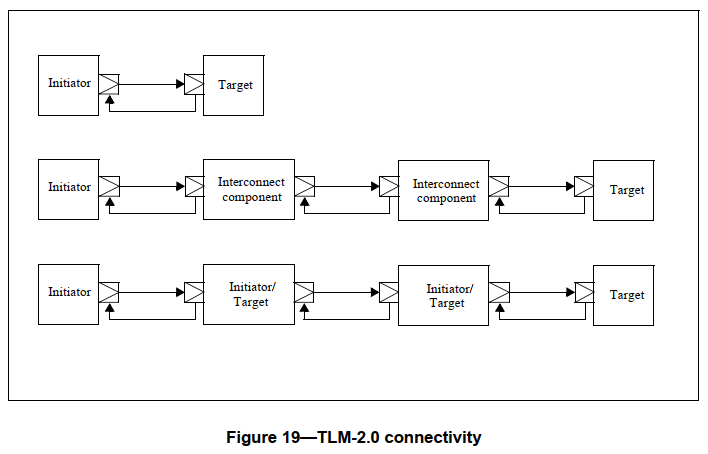 Initiator
Target
Initiator
Interconnect
component
Interconnect
component
Target
Initiator
Initiator/
Target
Initiator/
Target
Target
Figure 19—TLM-2.0 connectivity